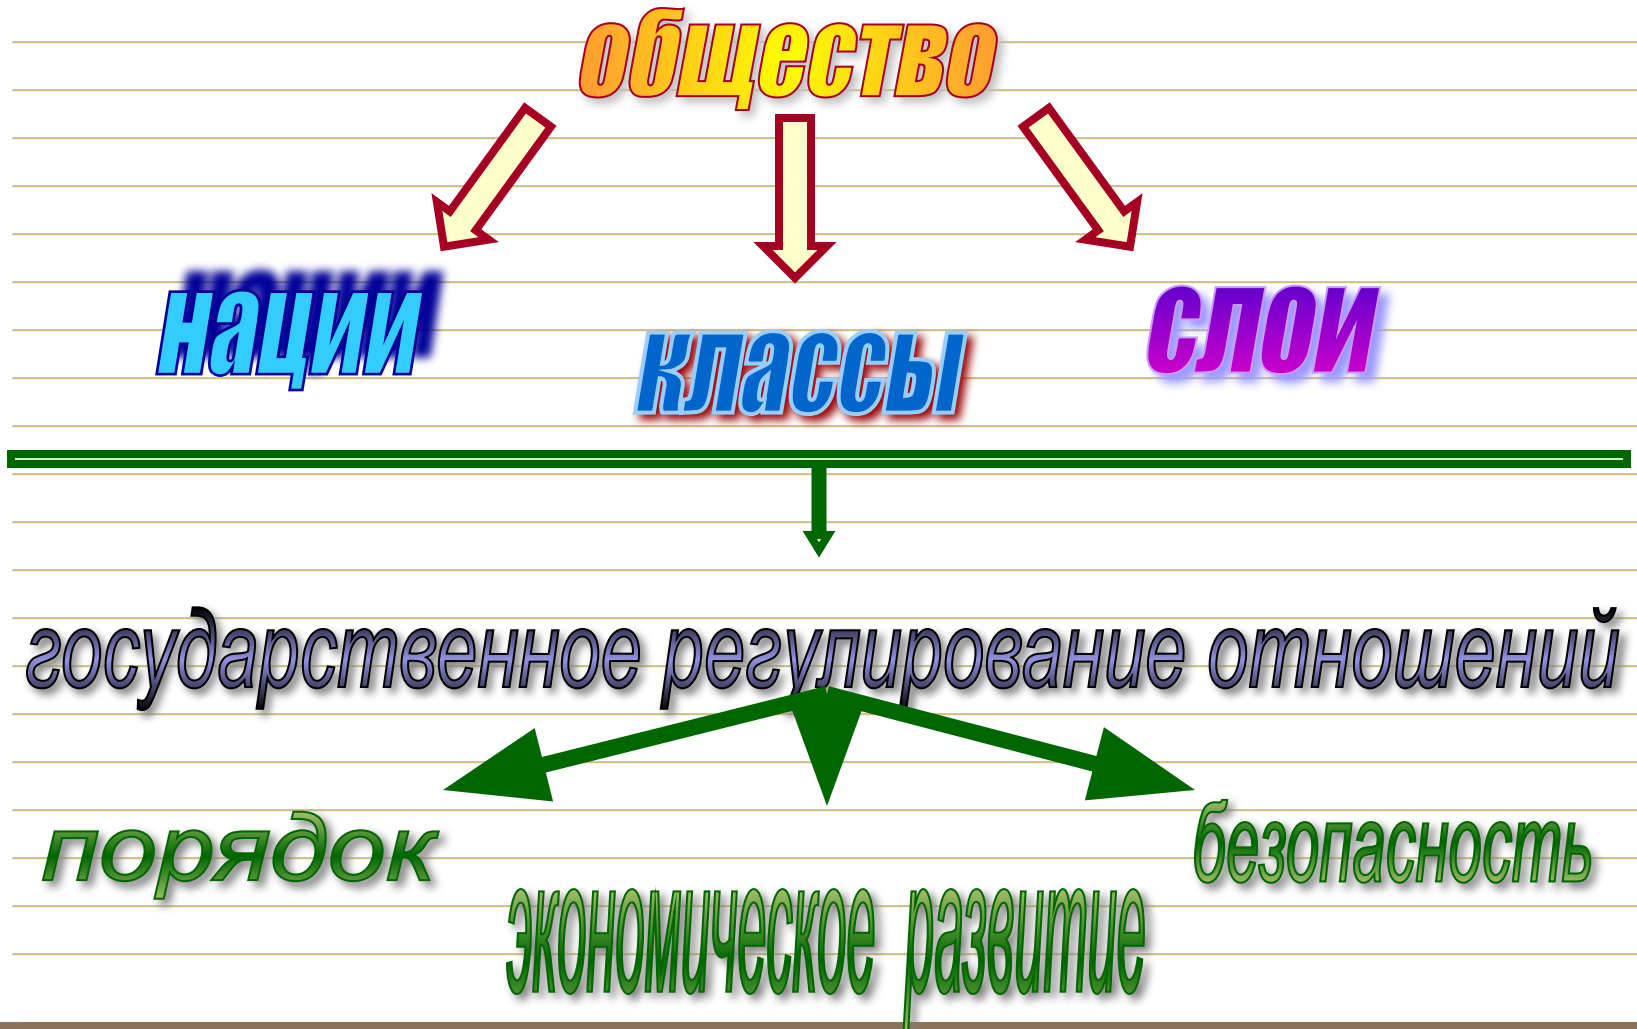 общество
нации
классы
слои
государственное регулирование отношений
порядок
экономическое развитие
безопасность